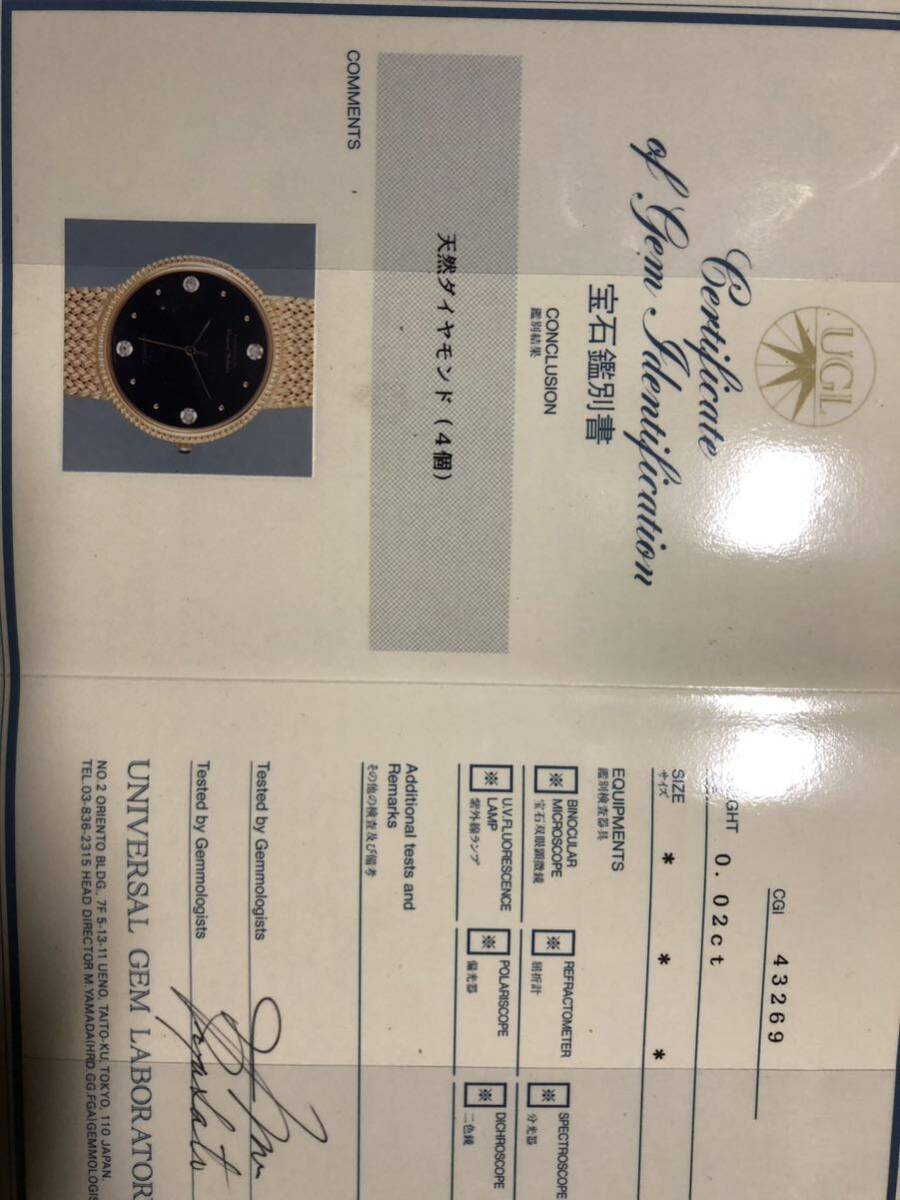 UGL
Certificate
of Gem Identification
宝石鑑別書
CONCLUSION
鑑別結果
天然ダイヤモンド(4個)
COMMENTS
CGI 43269
GHT 0.02ct
SIZE * * *
サイズ
EQUIPMENTS
鑑別検査器具
※ BINOCULAR MICROSCOPE
宝石双眼顕微鏡
※ REFRACTOMETER
屈折計
※ SPECTROSCOPE
分光器
※ U.V.FLUORESCENCE LAMP
紫外線ランプ
※ POLARISCOPE
偏光器
※ DICHROSCOPE
二色鏡
Additional tests and
Remarks
その他の検査及び備考
Tested by Gemmologists
Tested by Gemmologists
UNIVERSAL GEM LABORATOR
NO.2 ORIENTO BLDG., 7F 5-13-11 UENO, TAITO-KU, TOKYO, 110 JAPAN.
TEL.03-836-2315 HEAD DIRECTOR M.YAMADA(HRD.GG.FGA)GEMMOLOGIS